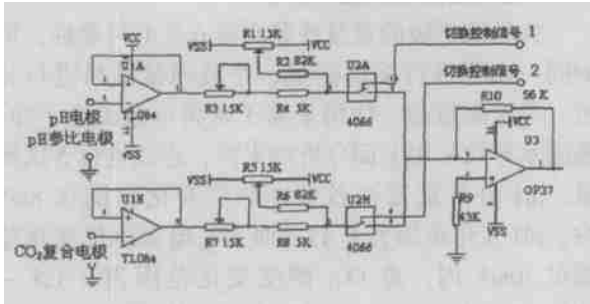 R1 15K
VSS
VCC
VCC
U1A
R2 82K
U2A
切换控制信号 1
切换控制信号 2
R10 56 K
VCC
TL084
R3 15K
R4 5K
4066
pH电极
pH参比电极
VSS
R5 15K
VSS
VCC
U3
OP37
R6 82K
R9
43K
VSS
R7 15K
R8 5K
4066
TL084
CO₂复合电极